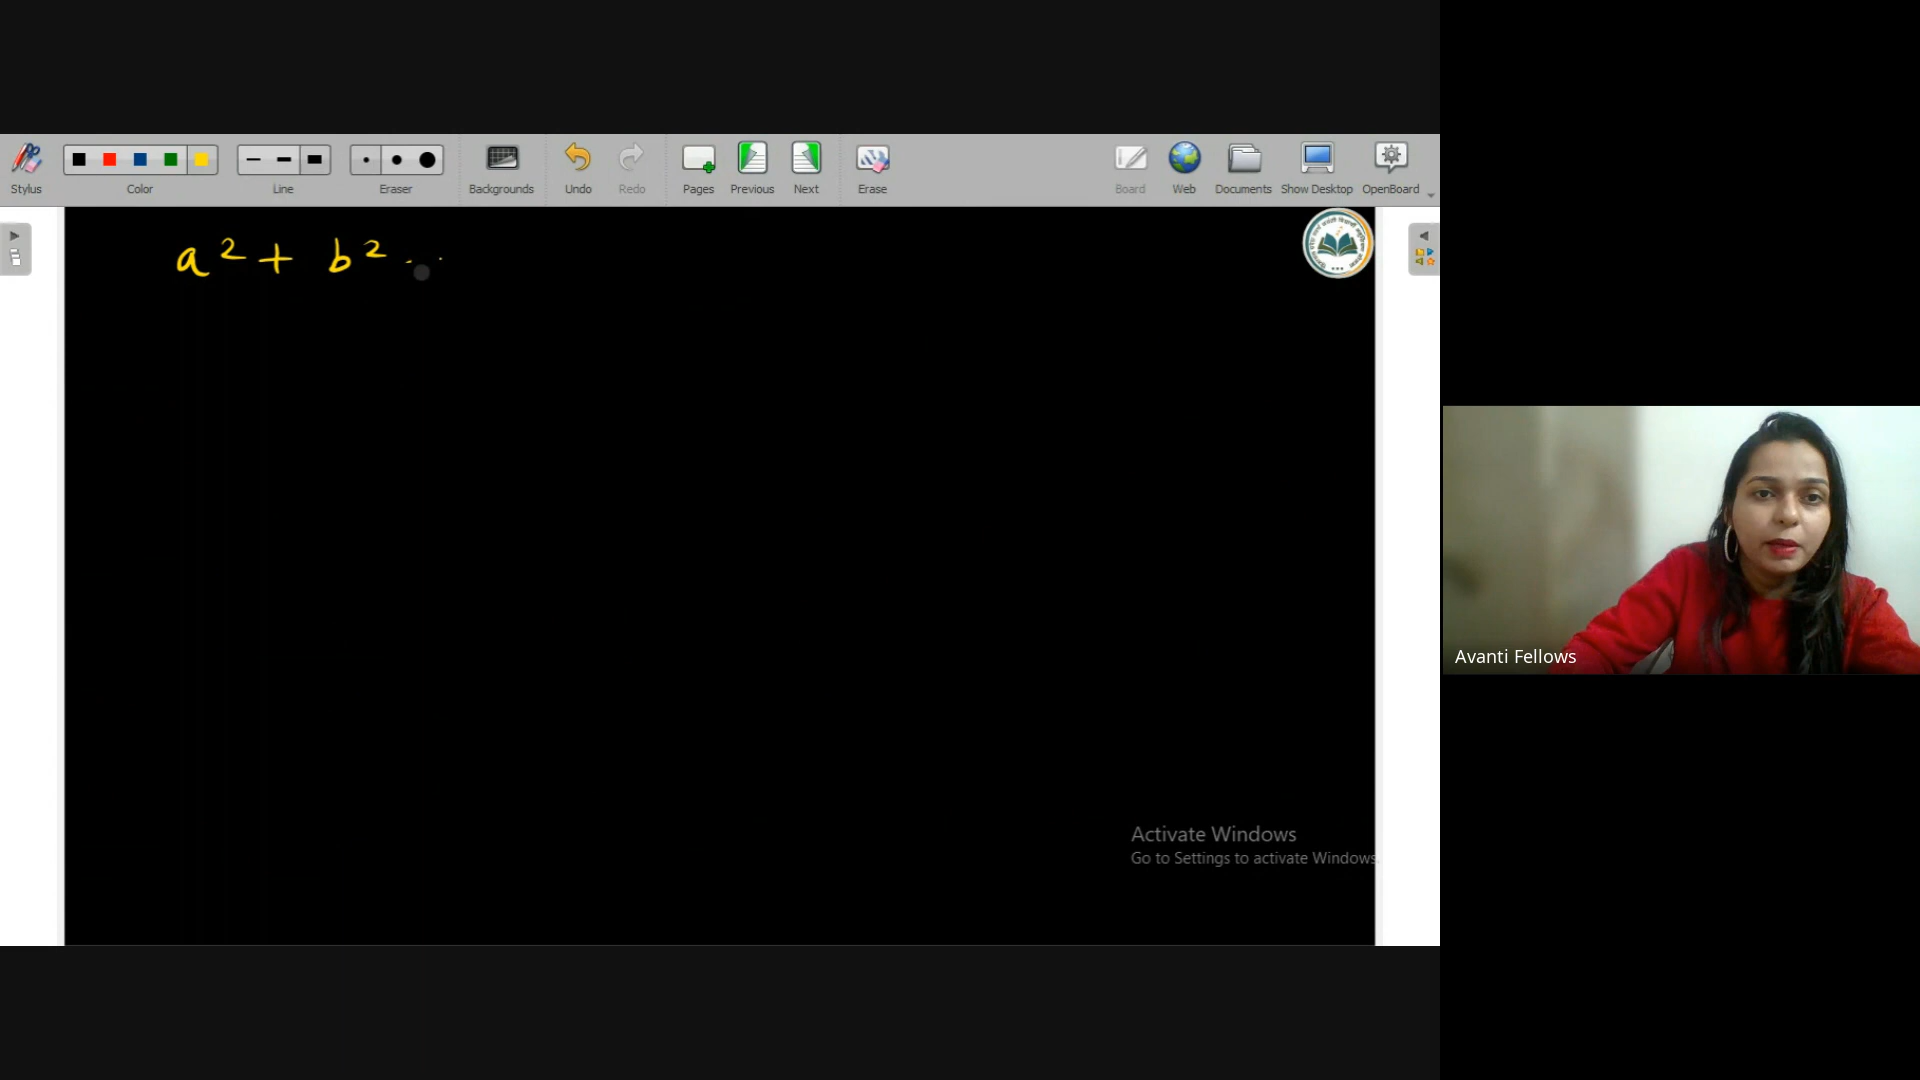 Stylus Color Line Eraser Backgrounds Undo Redo Pages Previous Next Erase Board Web Documents Show Desktop OpenBoard
a² + b²
Activate Windows
Go to Settings to activate Windows.
Avanti Fellows